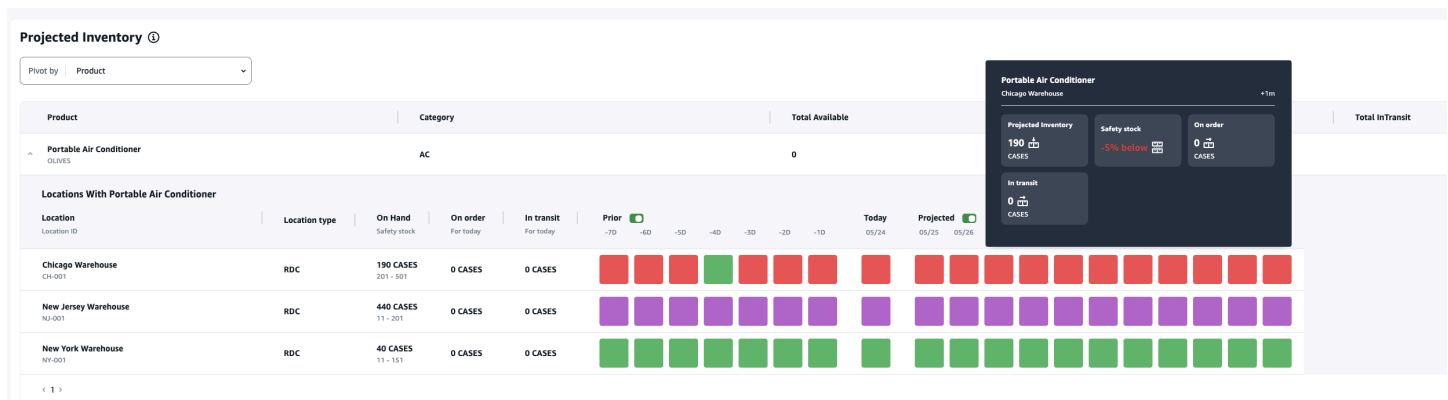 Projected Inventory
Pivot by Product
Product Category Total Available Total InTransit
Portable Air Conditioner
OLIVES
AC 0
Portable Air Conditioner
Chicago Warehouse +1m
Projected Inventory Safety stock On order
190 -5% below 0
CASES CASES
In transit
0
CASES
Locations With Portable Air Conditioner
Location Location type On Hand On order In transit Prior Today Projected
Location ID Safety stock For today For today -7D -6D -5D -4D -3D -2D -1D 05/24 05/25 05/26
Chicago Warehouse RDC 190 CASES 0 CASES 0 CASES
CH-001 201 - 501
New Jersey Warehouse RDC 440 CASES 0 CASES 0 CASES
NJ-001 11 - 201
New York Warehouse RDC 40 CASES 0 CASES 0 CASES
NY-001 11 - 151
‹ 1 ›